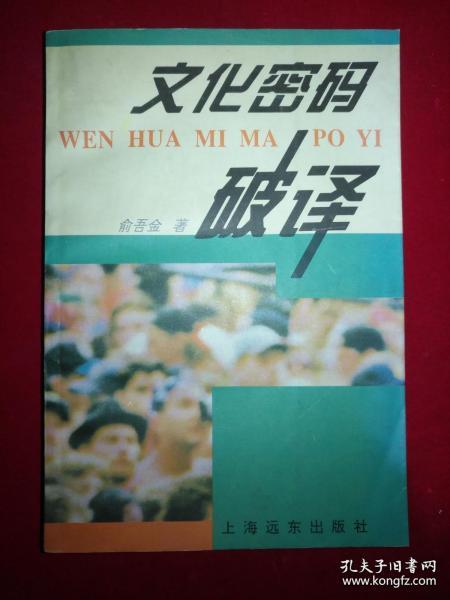 文化密码
WEN HUA MI MA PO YI
破译
俞吾金 著
上海远东出版社
孔夫子旧书网
www.kongfz.com